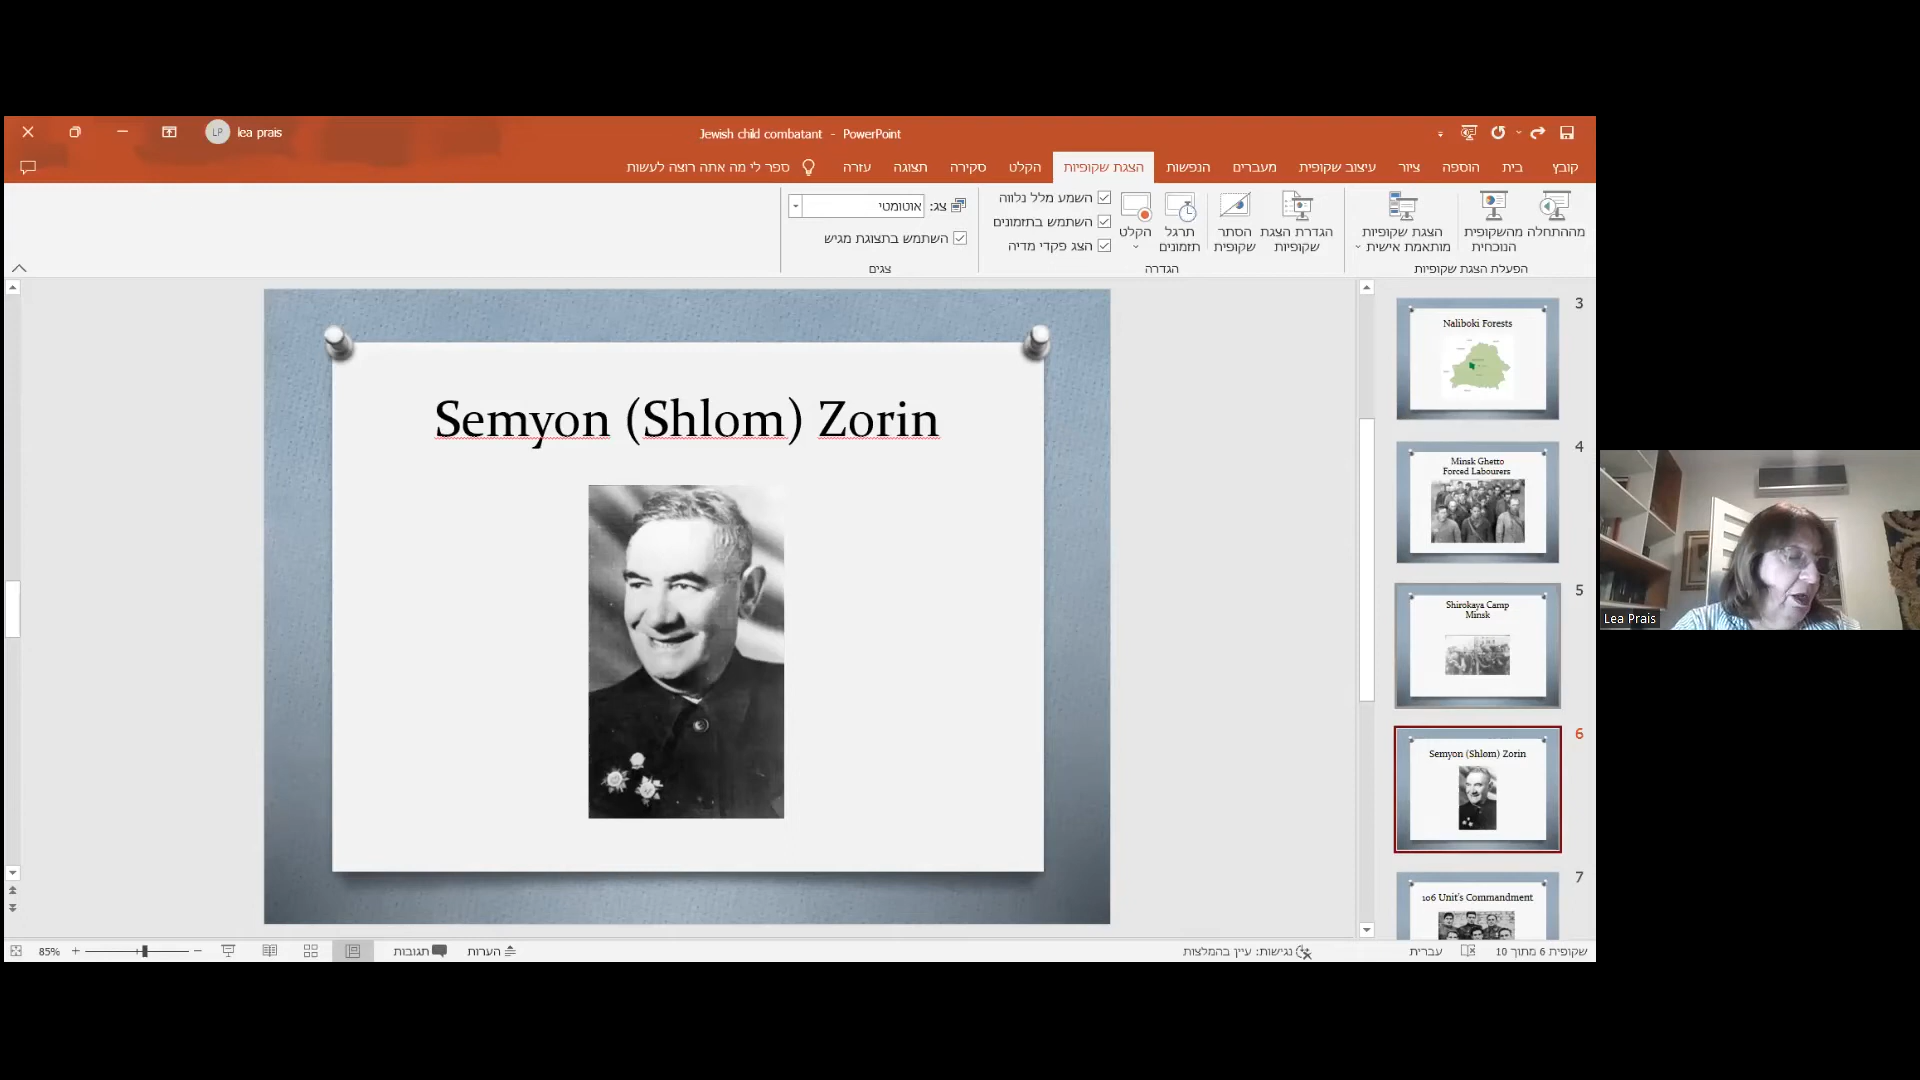 lea prais
LP
Jewish child combatant - PowerPoint
קובץ
בית
הוספה
ציור
עיצוב שקופית
מעברים
הנפשות
הצגת שקופיות
הקלט
סקירה
תצוגה
עזרה
ספר לי מה אתה רוצה לעשות
מההתחלה
מהשקופית
הנוכחית
הצגת שקופיות
מותאמת אישית
הפעלת הצגת שקופיות
הגדרת הצגת
שקופיות
הסתר
שקופית
תרגל
תזמונים
הקלט
השמע מלל נלווה
השתמש בתזמונים
הצג פקדי מדיה
הגדרה
צג:
אוטומטי
השתמש בתצוגת מגיש
צגים
Semyon (Shlom) Zorin
3
Naliboki Forests
4
Minsk Ghetto
Forced Labourers
5
Shirokaya Camp
Minsk
6
Semyon (Shlom) Zorin
7
106 Unit's Commandment
Lea Prais
שקופית 6 מתוך 10
עברית
נגישות: עיין בהמלצות
הערות
תגובות
85%